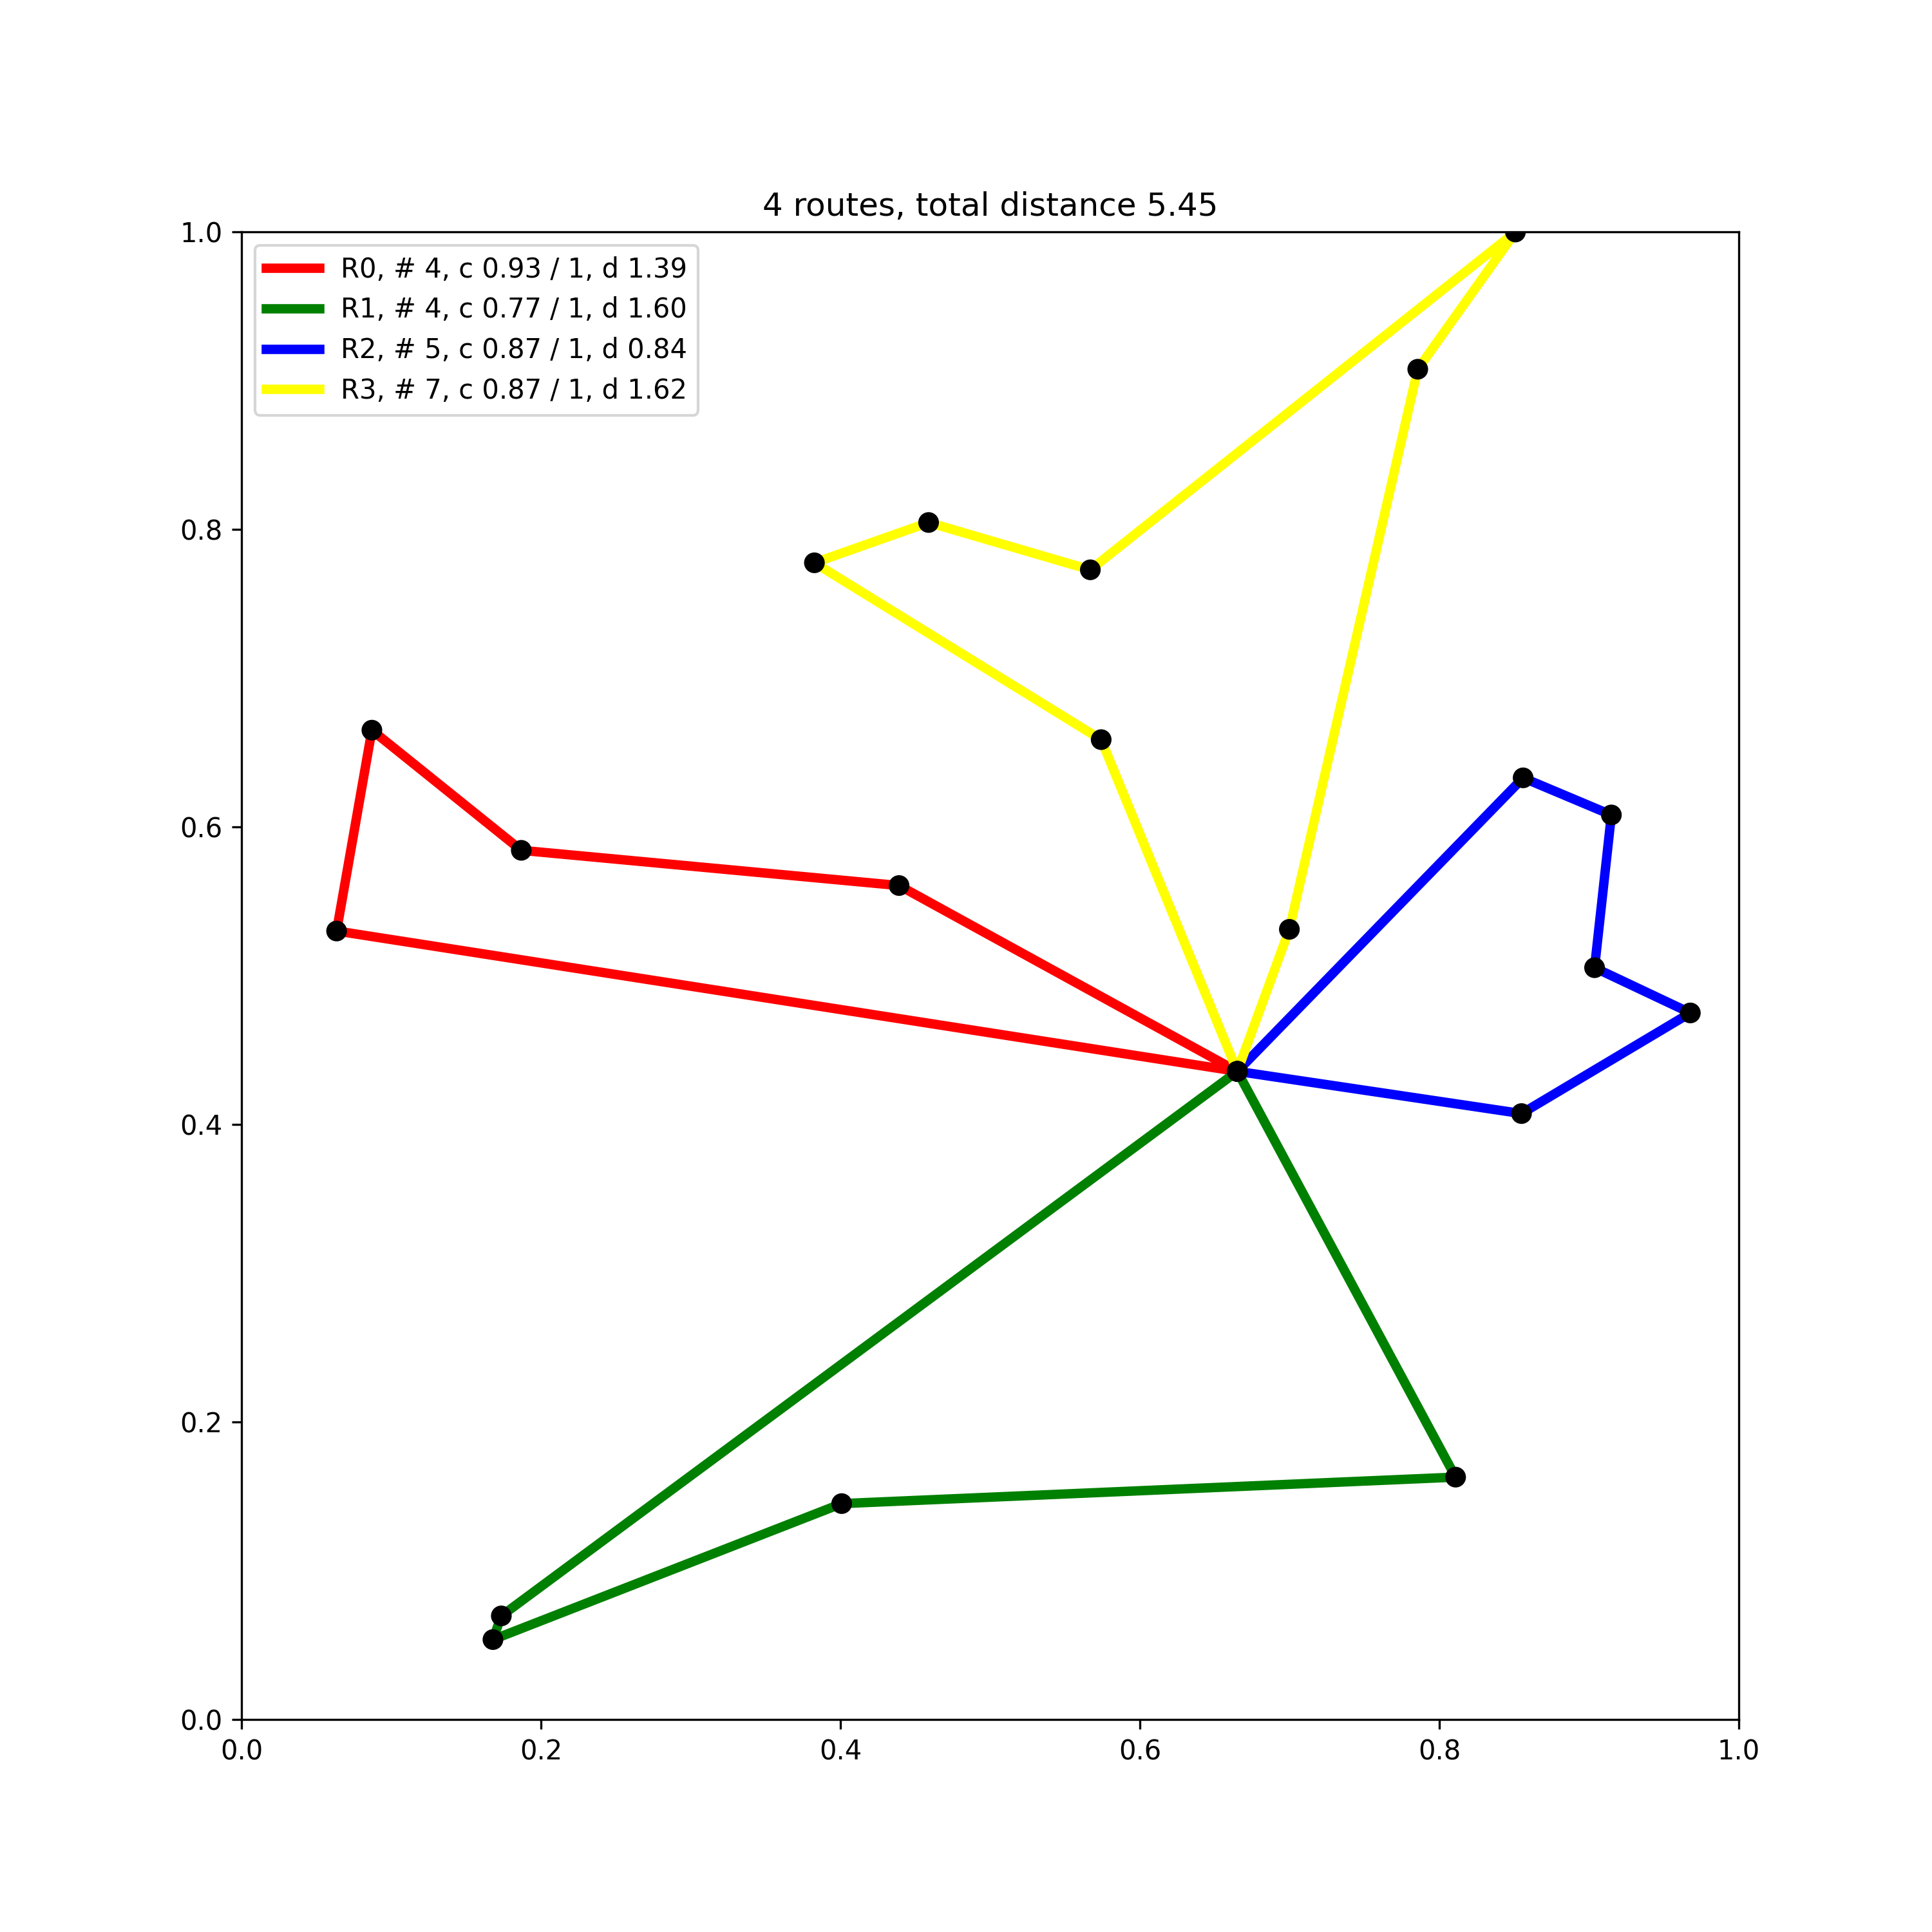 4 routes, total distance 5.45
1.0
R0, # 4, c 0.93 / 1, d 1.39
R1, # 4, c 0.77 / 1, d 1.60
R2, # 5, c 0.87 / 1, d 0.84
R3, # 7, c 0.87 / 1, d 1.62
0.8
0.6
0.4
0.2
0.0
0.0 0.2 0.4 0.6 0.8 1.0